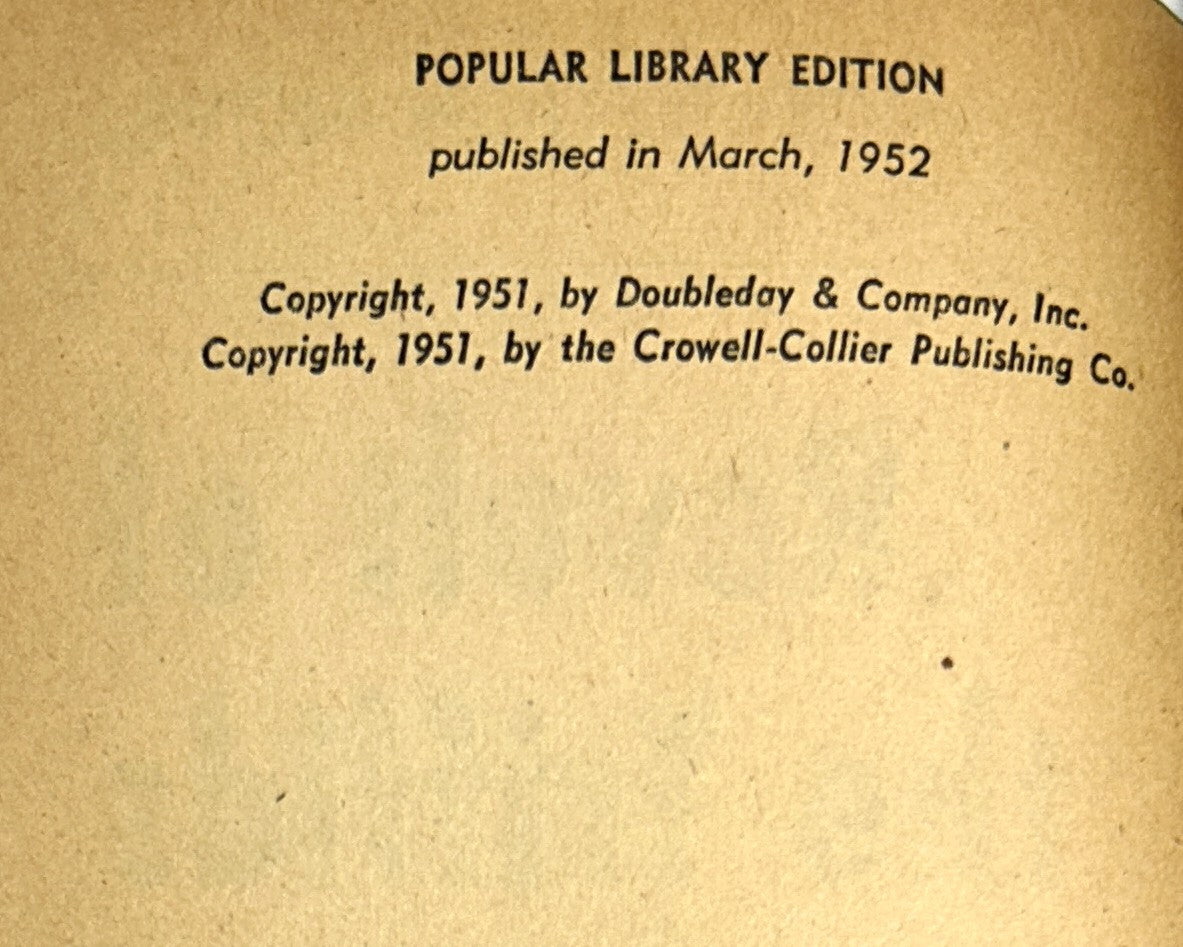 POPULAR LIBRARY EDITION
published in March, 1952
Copyright, 1951, by Doubleday & Company, Inc.
Copyright, 1951, by the Crowell-Collier Publishing Co.